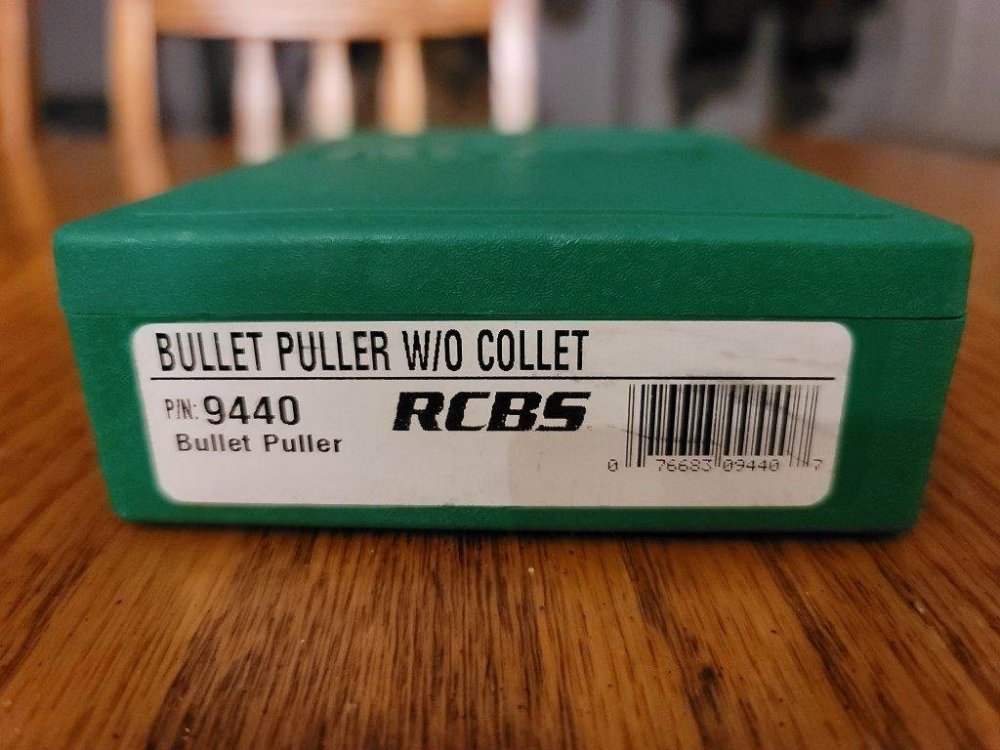 BULLET PULLER W/O COLLET
P/N: 9440
Bullet Puller
RCBS
0 76683 09440 7